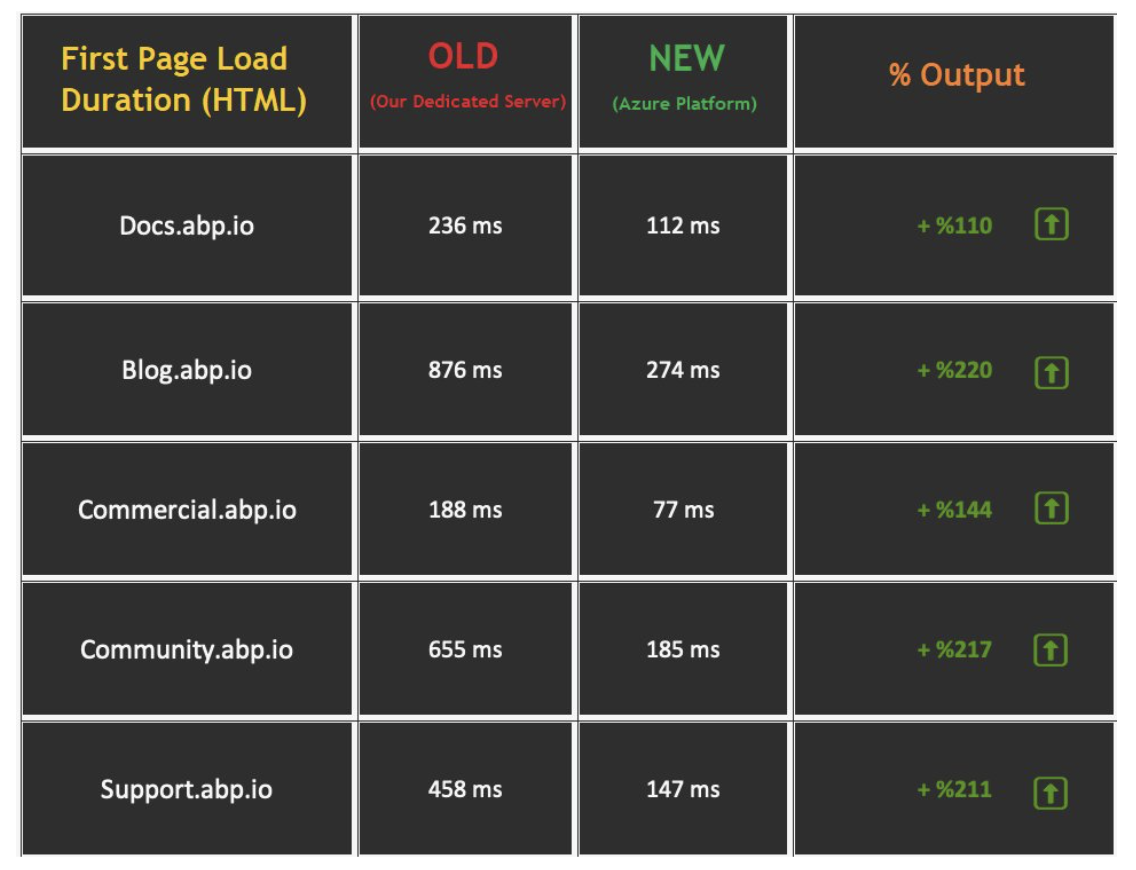 First Page Load
Duration (HTML)
OLD
(Our Dedicated Server)
NEW
(Azure Platform)
% Output
Docs.abp.io
236 ms
112 ms
+ %110
Blog.abp.io
876 ms
274 ms
+ %220
Commercial.abp.io
188 ms
77 ms
+ %144
Community.abp.io
655 ms
185 ms
+ %217
Support.abp.io
458 ms
147 ms
+ %211